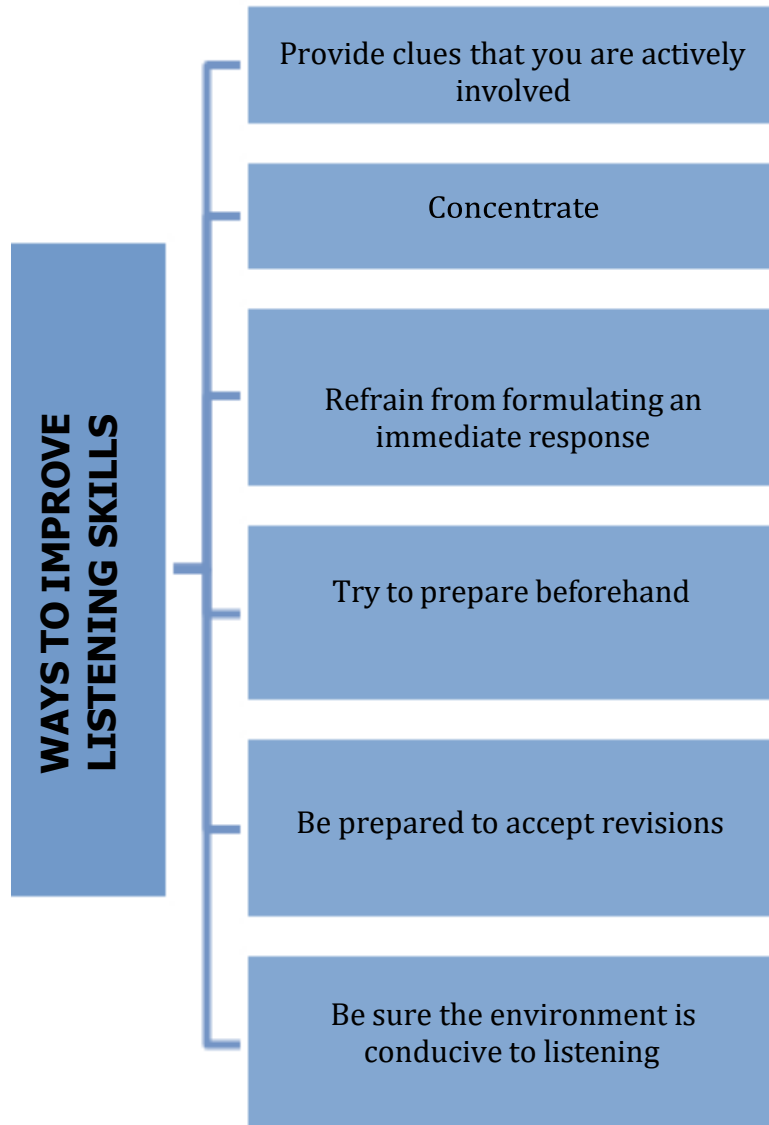 WAYS TO IMPROVE
LISTENING SKILLS
Provide clues that you are actively
involved
Concentrate
Refrain from formulating an
immediate response
Try to prepare beforehand
Be prepared to accept revisions
Be sure the environment is
conducive to listening